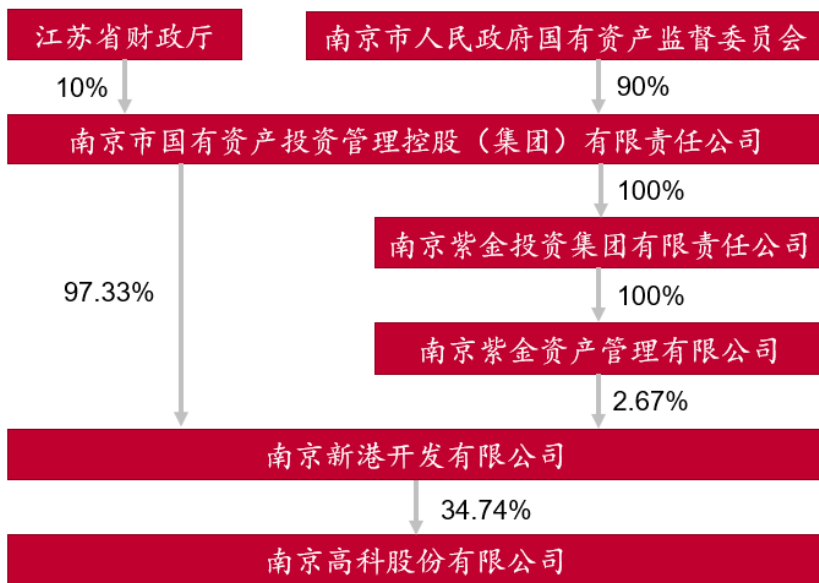 江苏省财政厅
南京市人民政府国有资产监督委员会
10%
90%
南京市国有资产投资管理控股（集团）有限责任公司
100%
南京紫金投资集团有限责任公司
97.33%
100%
南京紫金资产管理有限公司
2.67%
南京新港开发有限公司
34.74%
南京高科股份有限公司